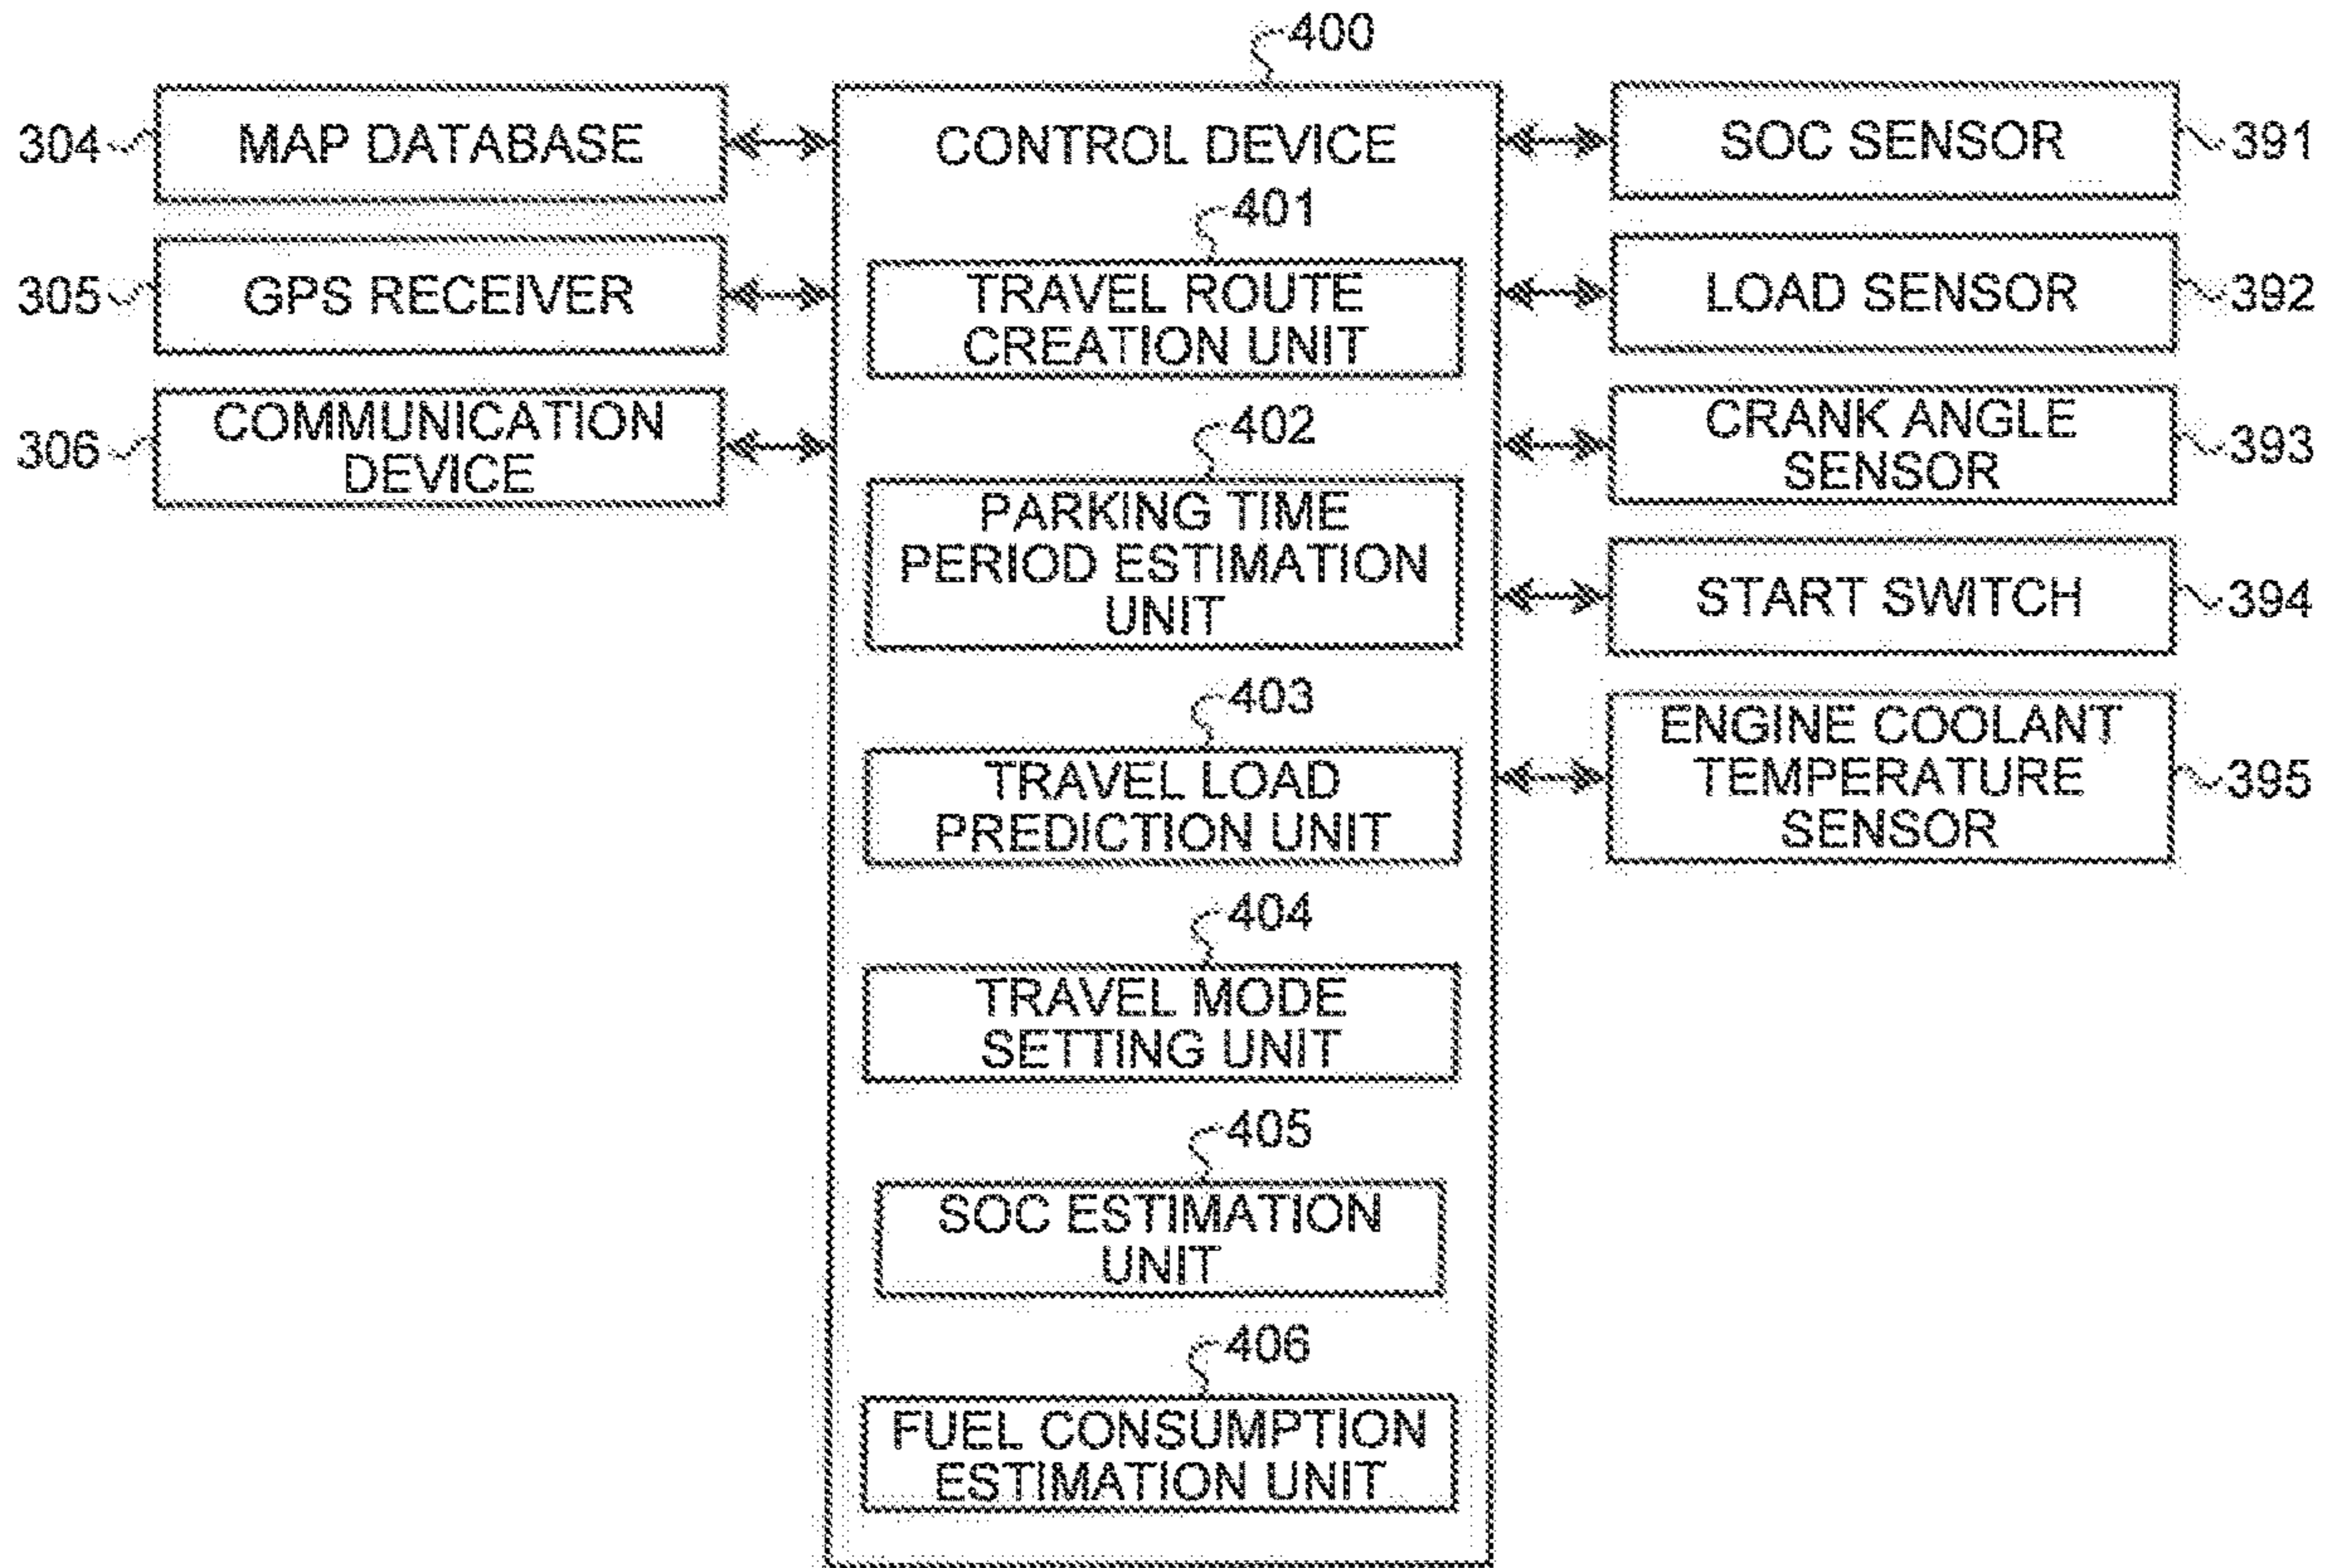 400
304
MAP DATABASE
305
GPS RECEIVER
306
COMMUNICATION
DEVICE
CONTROL DEVICE
401
TRAVEL ROUTE
CREATION UNIT
402
PARKING TIME
PERIOD ESTIMATION
UNIT
403
TRAVEL LOAD
PREDICTION UNIT
404
TRAVEL MODE
SETTING UNIT
405
SOC ESTIMATION
UNIT
406
FUEL CONSUMPTION
ESTIMATION UNIT
SOC SENSOR
391
LOAD SENSOR
392
CRANK ANGLE
SENSOR
393
START SWITCH
394
ENGINE COOLANT
TEMPERATURE
SENSOR
395